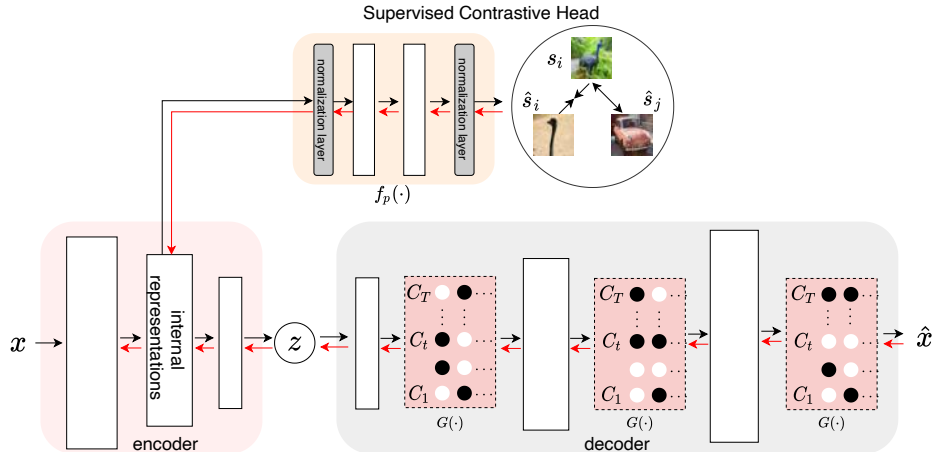 Supervised Contrastive Head
normalization layer
normalization layer
s_i
ŝ_i
ŝ_j
f_p(·)
x
internal
representations
encoder
z
C_T
⋮ ⋮
C_t
C_1
G(·)
C_T
⋮ ⋮
C_t
C_1
G(·)
C_T
⋮ ⋮
C_t
C_1
G(·)
decoder
x̂